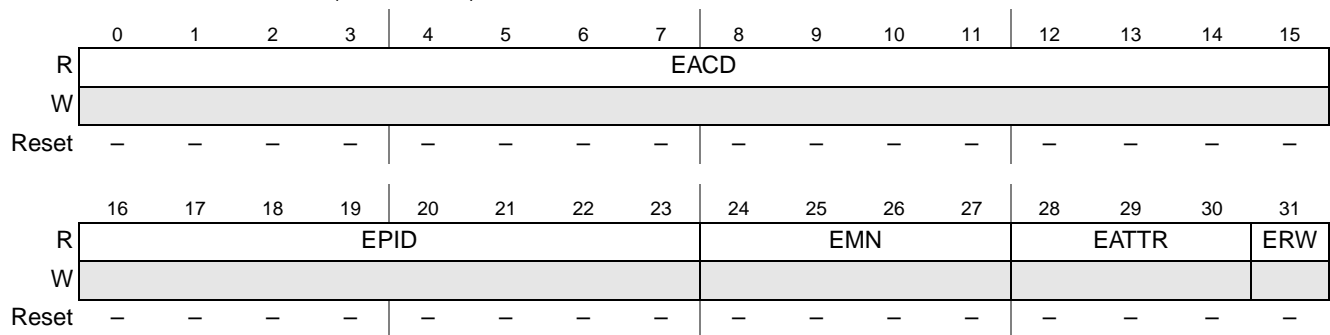 0 1 2 3 4 5 6 7 8 9 10 11 12 13 14 15
R EACD
W
Reset – – – – – – – – – – – – – – – –
16 17 18 19 20 21 22 23 24 25 26 27 28 29 30 31
R EPID EMN EATTR ERW
W
Reset – – – – – – – – – – – – – – – –